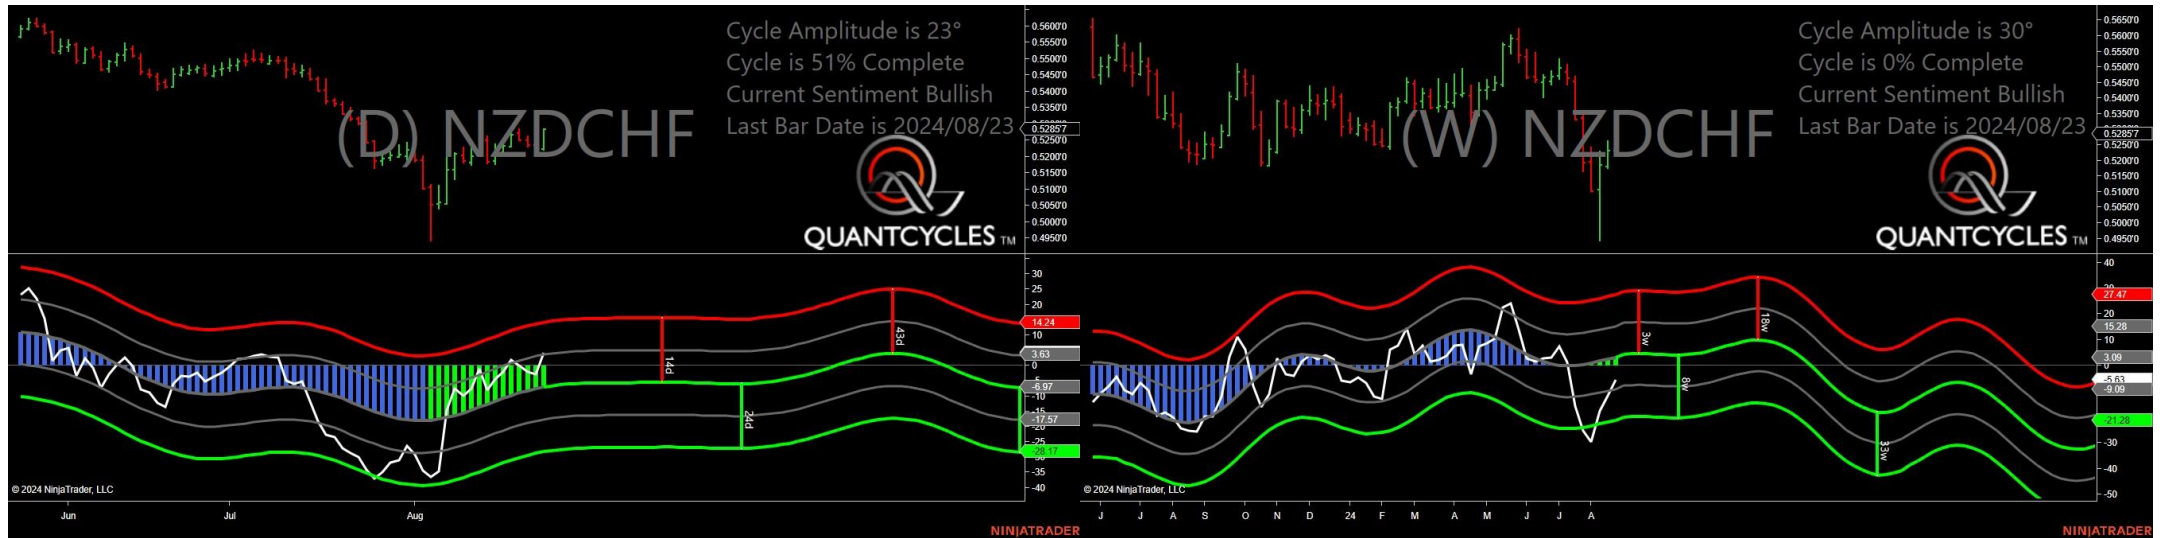 Cycle Amplitude is 23°
Cycle is 51% Complete
Current Sentiment Bullish
Last Bar Date is 2024/08/23
(D) NZDCHF
QUANTCYCLES TM
0.5600'0
0.5550'0
0.5500'0
0.5450'0
0.5400'0
0.5350'0
0.5285'7
0.5250'0
0.5200'0
0.5150'0
0.5100'0
0.5050'0
0.5000'0
0.4950'0
30
25
20
14.24
10
3.63
0
-6.97
-10
-17.57
-20
-25
-28.17
-35
-40
14d
24d
43d
© 2024 NinjaTrader, LLC
Jun Jul Aug
NINJATRADER
Cycle Amplitude is 30°
Cycle is 0% Complete
Current Sentiment Bullish
Last Bar Date is 2024/08/23
(W) NZDCHF
QUANTCYCLES TM
0.5650'0
0.5600'0
0.5550'0
0.5500'0
0.5450'0
0.5400'0
0.5350'0
0.5285'7
0.5250'0
0.5200'0
0.5150'0
0.5100'0
0.5050'0
0.5000'0
0.4950'0
40
27.47
15.28
10
3.09
0
-5.63
-9.09
-21.28
-30
-40
-50
3w
8w
18w
33w
© 2024 NinjaTrader, LLC
J J A S O N D 24 F M A M J J A
NINJATRADER